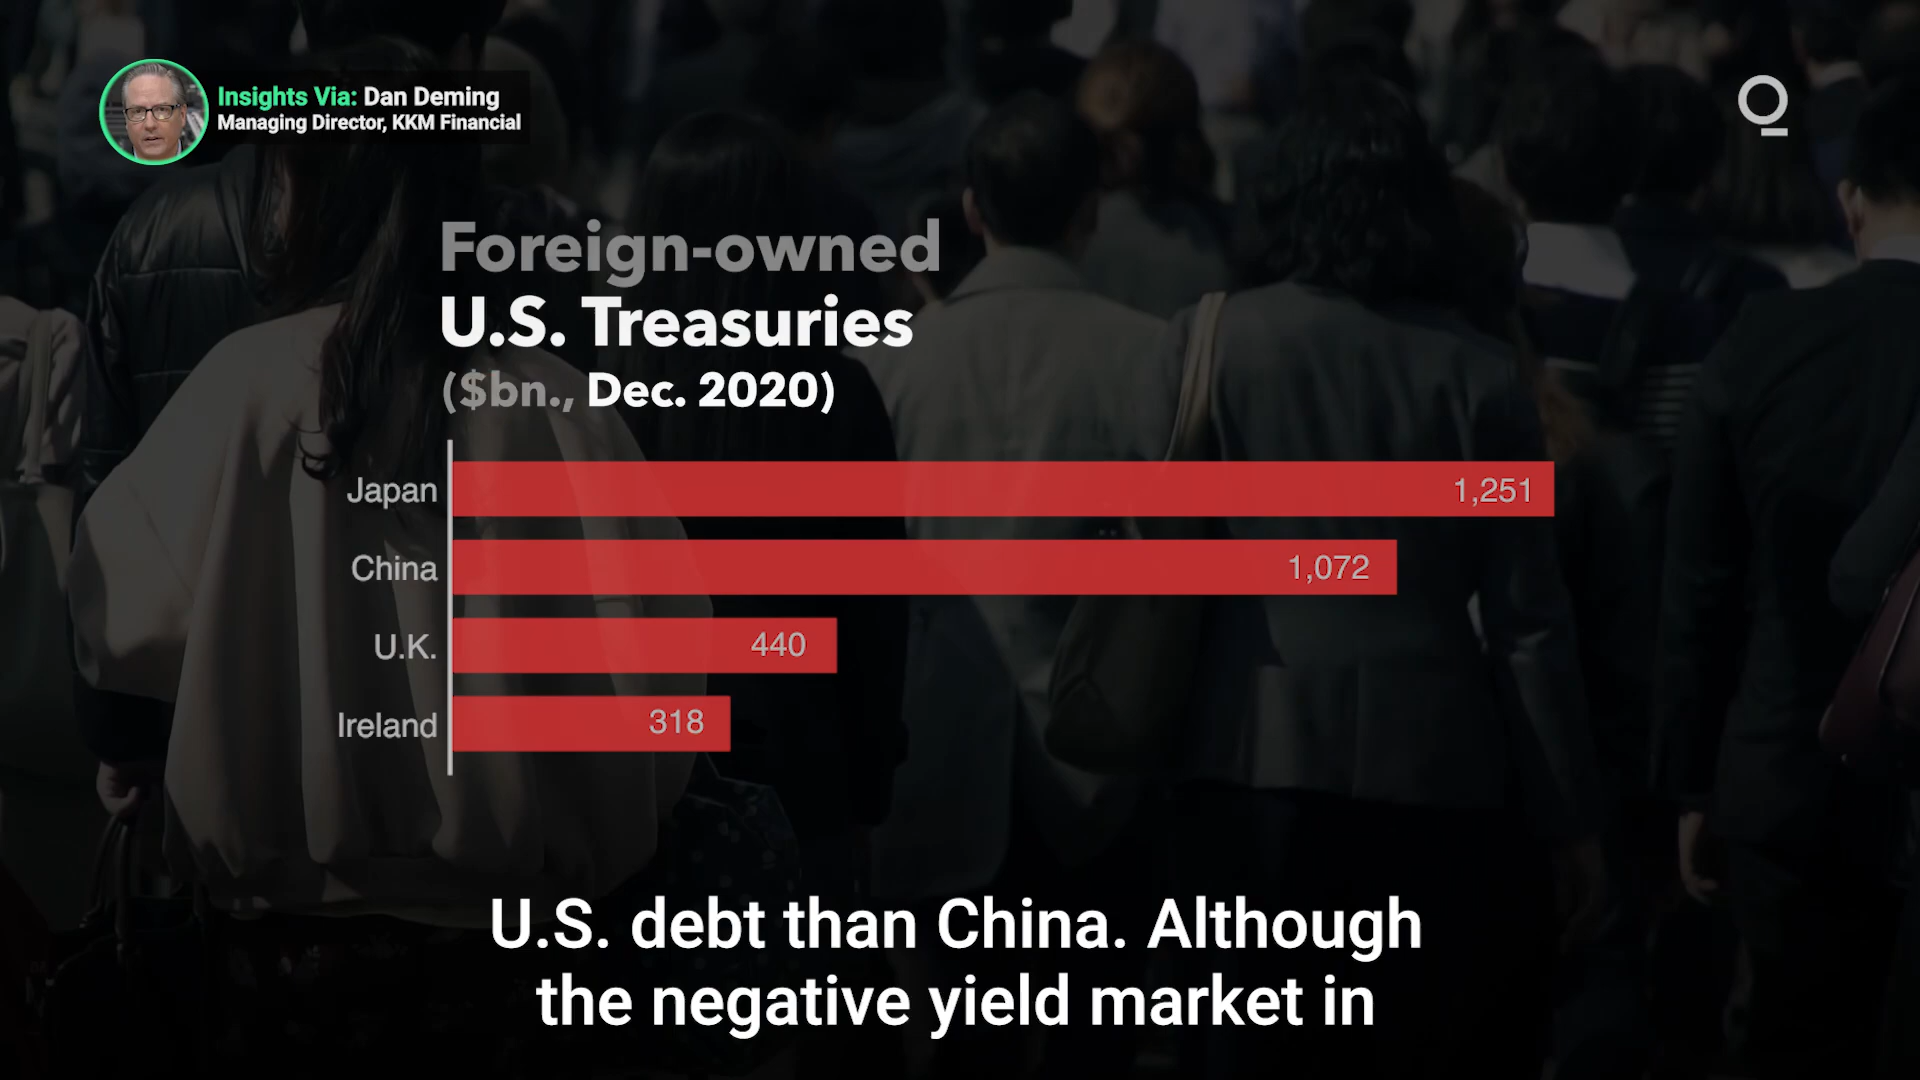 Insights Via: Dan Deming
Managing Director, KKM Financial
Foreign-owned
U.S. Treasuries
($bn., Dec. 2020)
Japan 1,251
China 1,072
U.K. 440
Ireland 318
U.S. debt than China. Although
the negative yield market in